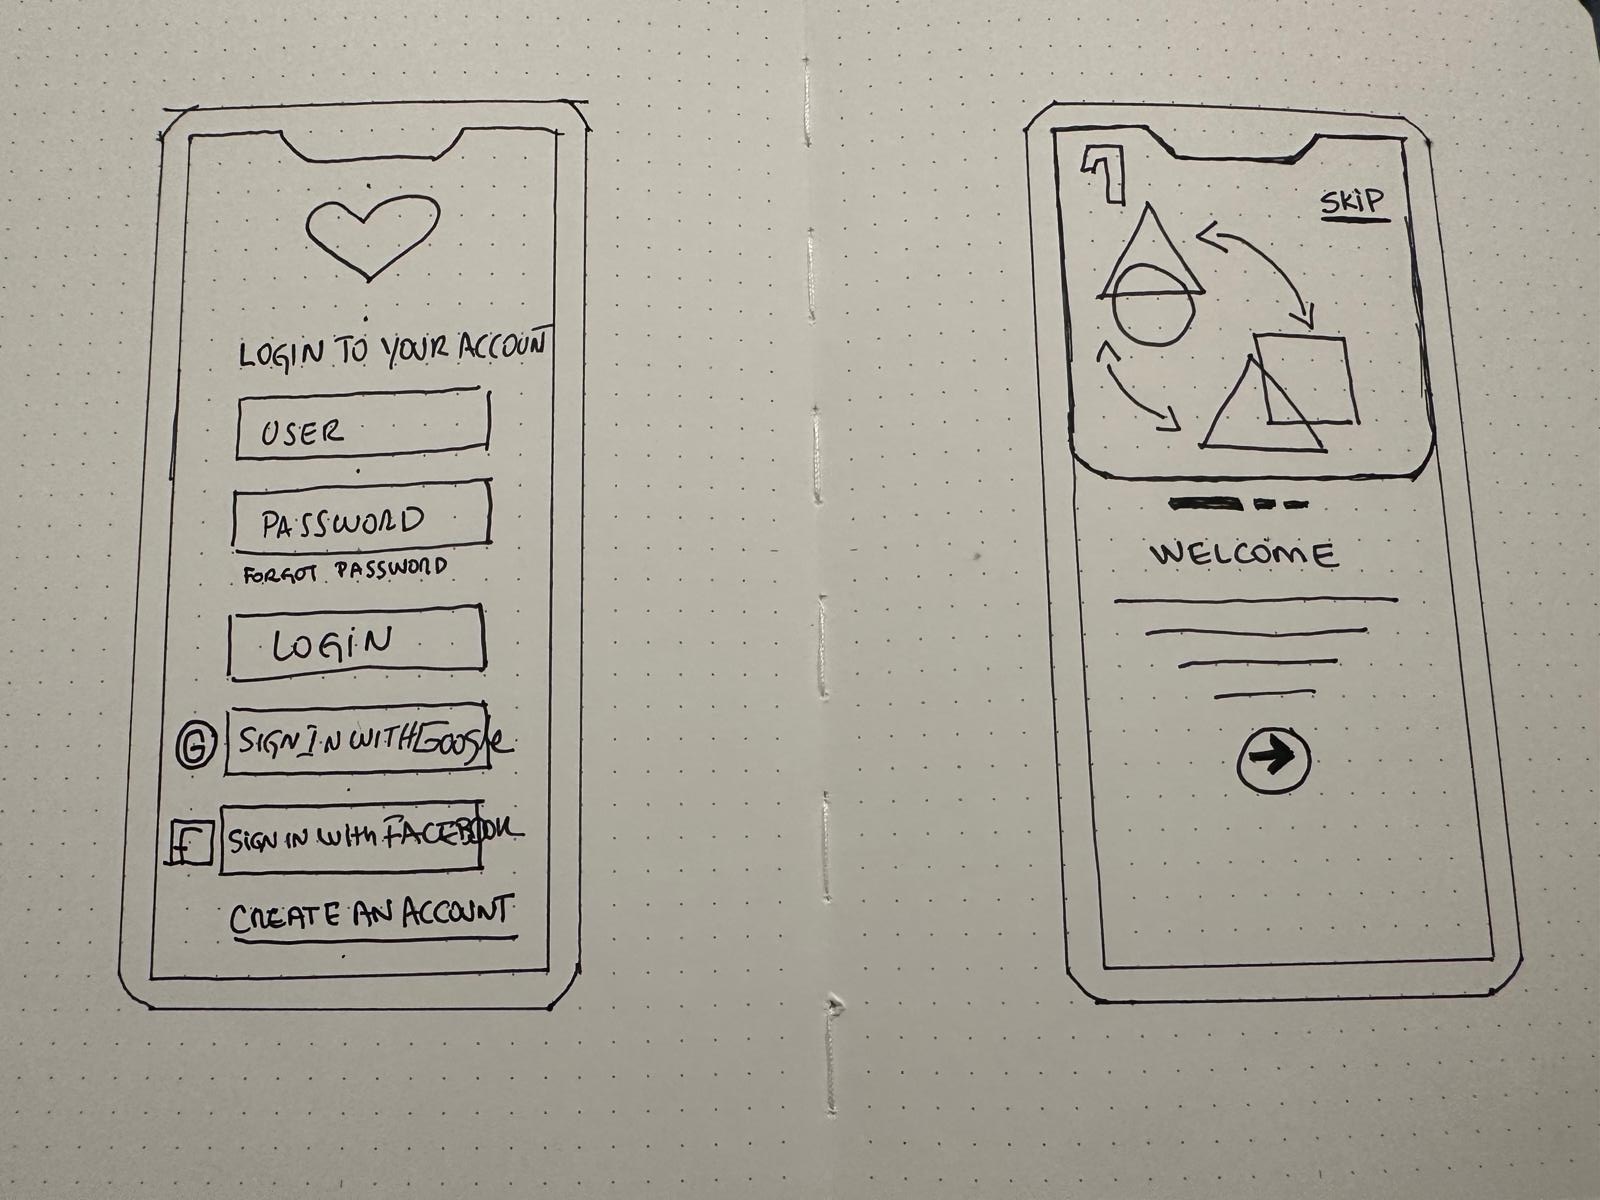 LOGIN TO YOUR ACCOUNT
USER
PASSWORD
FORGOT PASSWORD
LOGIN
G SIGN IN WITH Google
F SIGN IN WITH FACEBOOK
CREATE AN ACCOUNT
1
SKIP
WELCOME